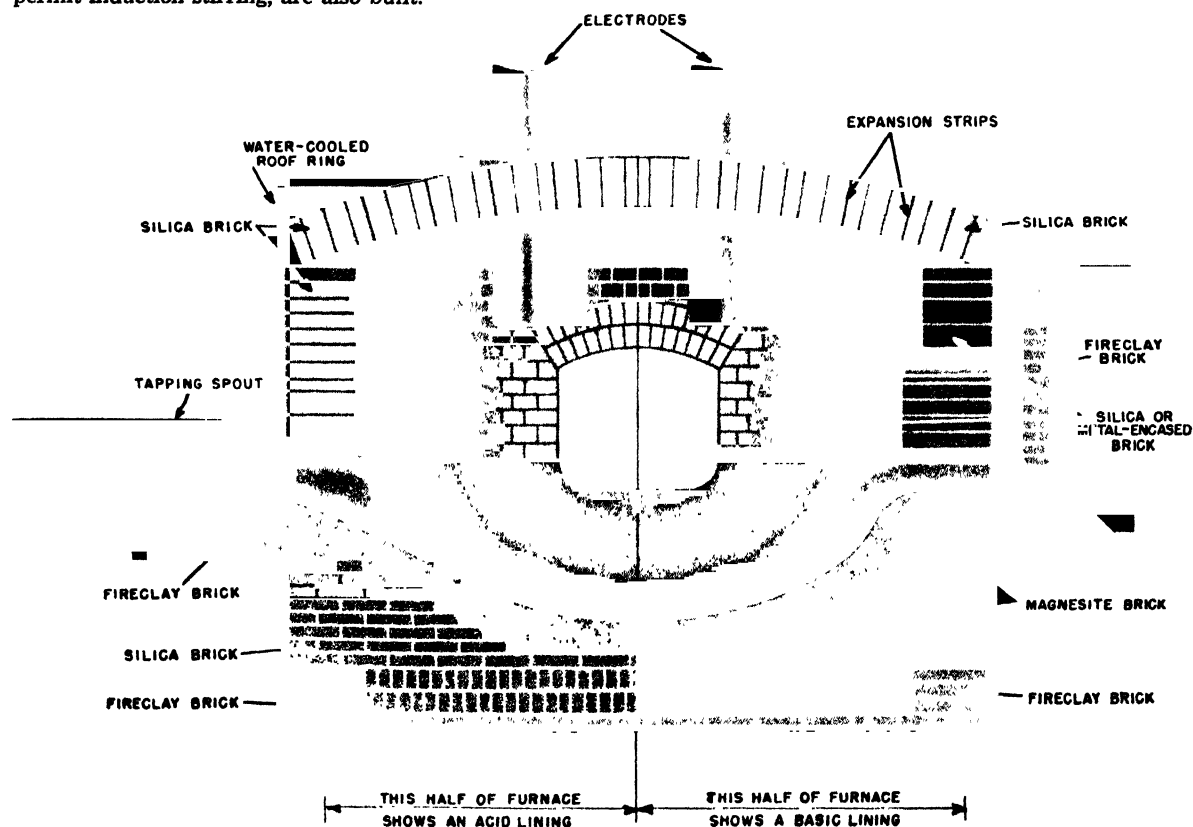 permit induction stirring, are also built.
ELECTRODES
EXPANSION STRIPS
WATER-COOLED
ROOF RING
SILICA BRICK
SILICA BRICK
FIRECLAY
BRICK
TAPPING SPOUT
SILICA OR
BRICK
FIRECLAY BRICK
MAGNESITE BRICK
SILICA BRICK
FIRECLAY BRICK
FIRECLAY BRICK
THIS HALF OF FURNACE
SHOWS AN ACID LINING
THIS HALF OF FURNACE
SHOWS A BASIC LINING